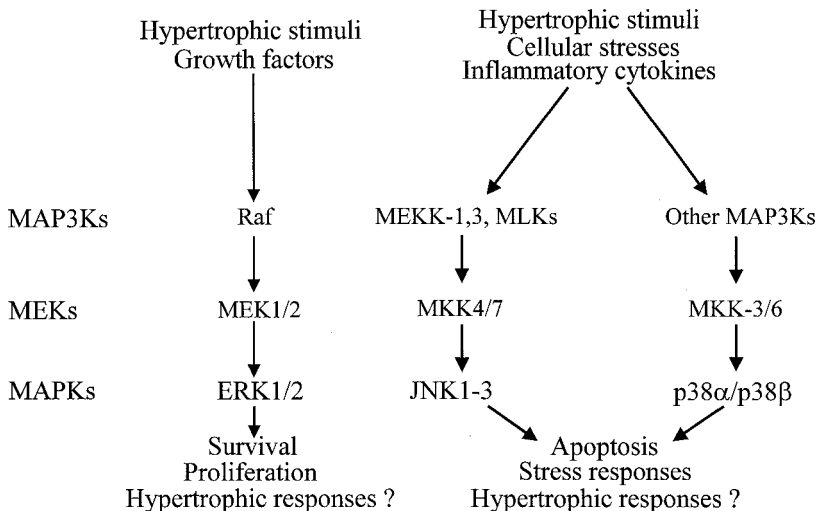 Hypertrophic stimuli
Growth factors
Hypertrophic stimuli
Cellular stresses
Inflammatory cytokines
MAP3Ks Raf MEKK-1,3, MLKs Other MAP3Ks
MEKs MEK1/2 MKK4/7 MKK-3/6
MAPKs ERK1/2 JNK1-3 p38α/p38β
Survival
Proliferation
Hypertrophic responses ?
Apoptosis
Stress responses
Hypertrophic responses ?